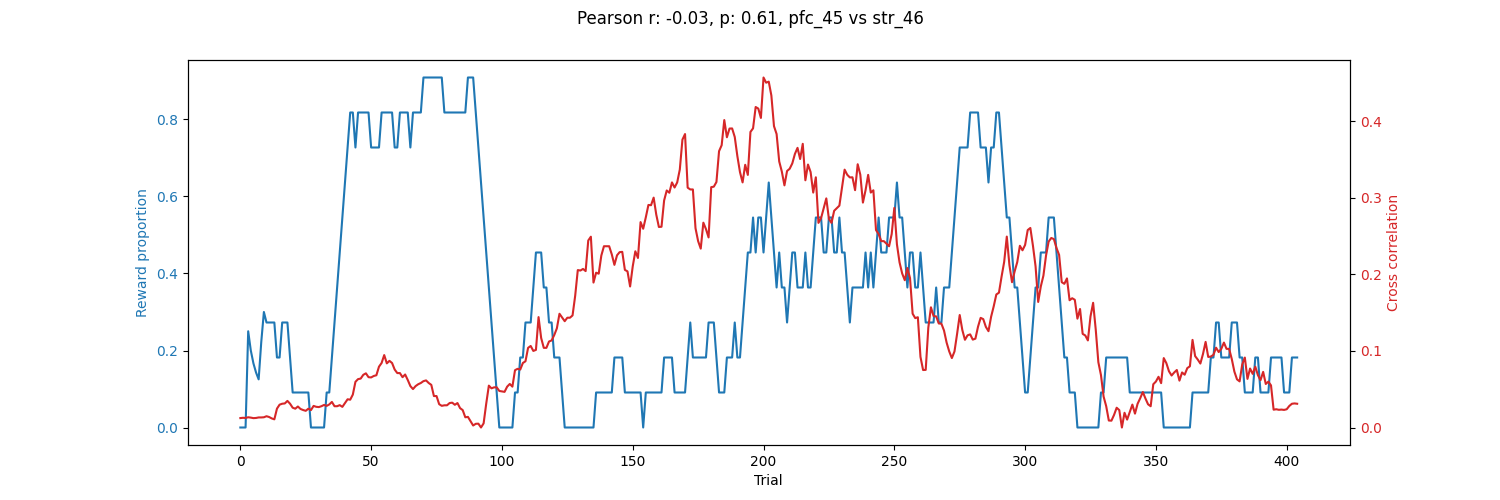 Pearson r: -0.03, p: 0.61, pfc_45 vs str_46
Reward proportion
0.8
0.6
0.4
0.2
0.0
Cross correlation
0.4
0.3
0.2
0.1
0.0
0 50 100 150 200 250 300 350 400
Trial